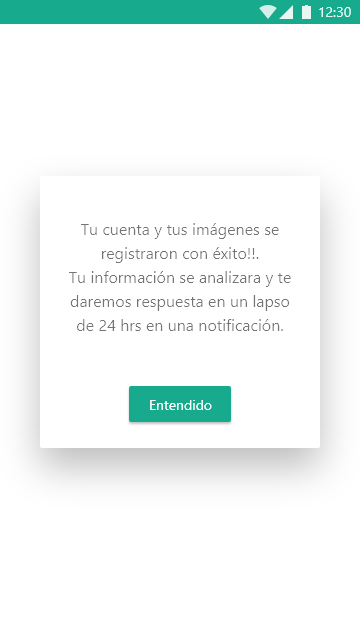 12:30
Tu cuenta y tus imágenes se
registraron con éxito!!.
Tu información se analizara y te
daremos respuesta en un lapso
de 24 hrs en una notificación.
Entendido